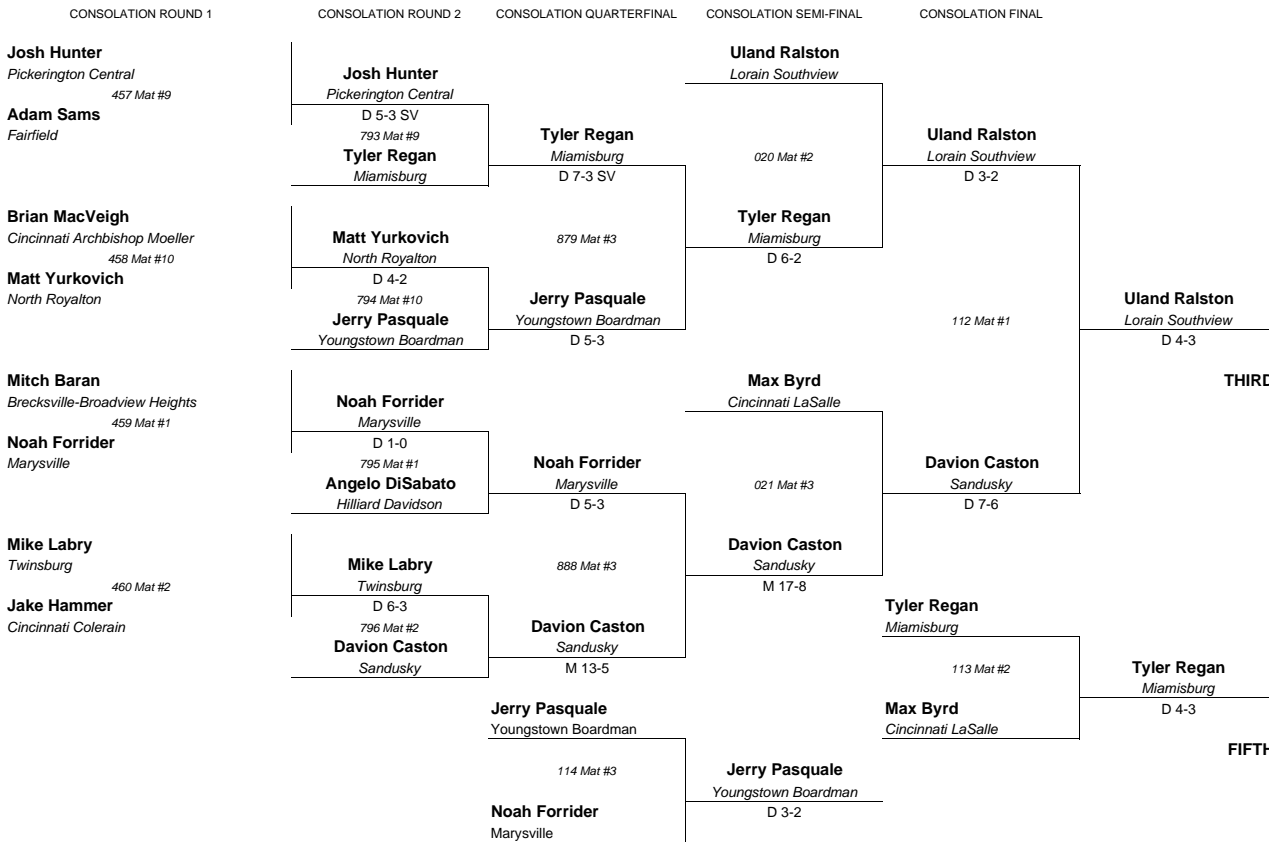 CONSOLATION ROUND 1
CONSOLATION ROUND 2
CONSOLATION QUARTERFINAL
CONSOLATION SEMI-FINAL
CONSOLATION FINAL
Josh Hunter
Pickerington Central
457 Mat #9
Adam Sams
Fairfield
Brian MacVeigh
Cincinnati Archbishop Moeller
458 Mat #10
Matt Yurkovich
North Royalton
Mitch Baran
Brecksville-Broadview Heights
459 Mat #1
Noah Forrider
Marysville
Mike Labry
Twinsburg
460 Mat #2
Jake Hammer
Cincinnati Colerain
Josh Hunter
Pickerington Central
D 5-3 SV
793 Mat #9
Tyler Regan
Miamisburg
Matt Yurkovich
North Royalton
D 4-2
794 Mat #10
Jerry Pasquale
Youngstown Boardman
Noah Forrider
Marysville
D 1-0
795 Mat #1
Angelo DiSabato
Hilliard Davidson
Mike Labry
Twinsburg
D 6-3
796 Mat #2
Davion Caston
Sandusky
Tyler Regan
Miamisburg
D 7-3 SV
879 Mat #3
Jerry Pasquale
Youngstown Boardman
D 5-3
Noah Forrider
Marysville
D 5-3
888 Mat #3
Davion Caston
Sandusky
M 13-5
Jerry Pasquale
Youngstown Boardman
114 Mat #3
Noah Forrider
Marysville
Uland Ralston
Lorain Southview
020 Mat #2
Tyler Regan
Miamisburg
D 6-2
Max Byrd
Cincinnati LaSalle
021 Mat #3
Davion Caston
Sandusky
M 17-8
Jerry Pasquale
Youngstown Boardman
D 3-2
Uland Ralston
Lorain Southview
D 3-2
112 Mat #1
Davion Caston
Sandusky
D 7-6
Tyler Regan
Miamisburg
113 Mat #2
Max Byrd
Cincinnati LaSalle
Uland Ralston
Lorain Southview
D 4-3
THIRD
Tyler Regan
Miamisburg
D 4-3
FIFTH